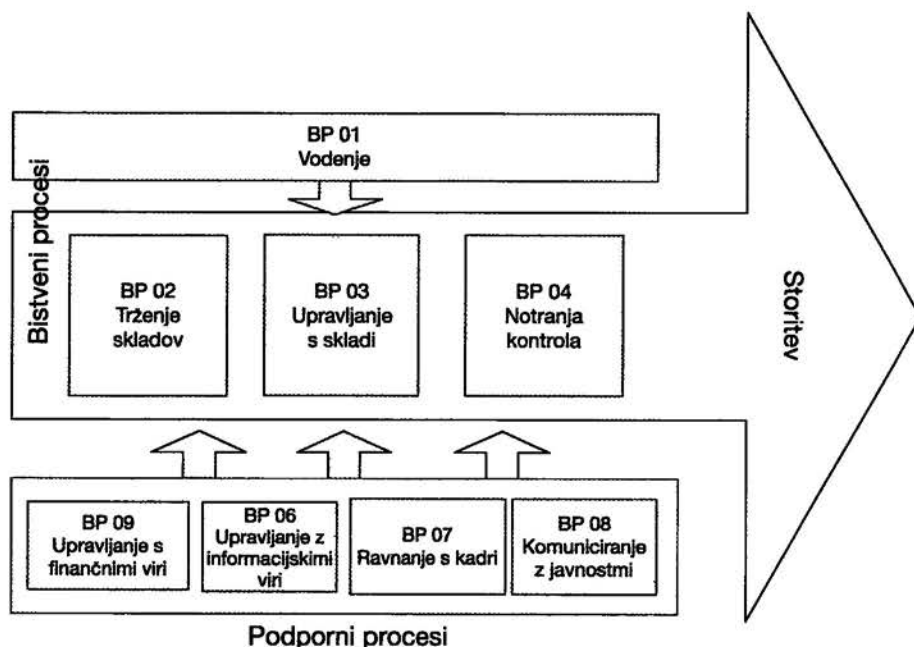 BP 01
Vodenje
Bistveni procesi
BP 02
Trženje
skladov
BP 03
Upravljanje
s skladi
BP 04
Notranja
kontrola
Storitev
BP 09
Upravljanje s
finančnimi viri
BP 06
Upravljanje z
informacijskimi
viri
BP 07
Ravnanje s kadri
BP 08
Komuniciranje
z javnostmi
Podporni procesi